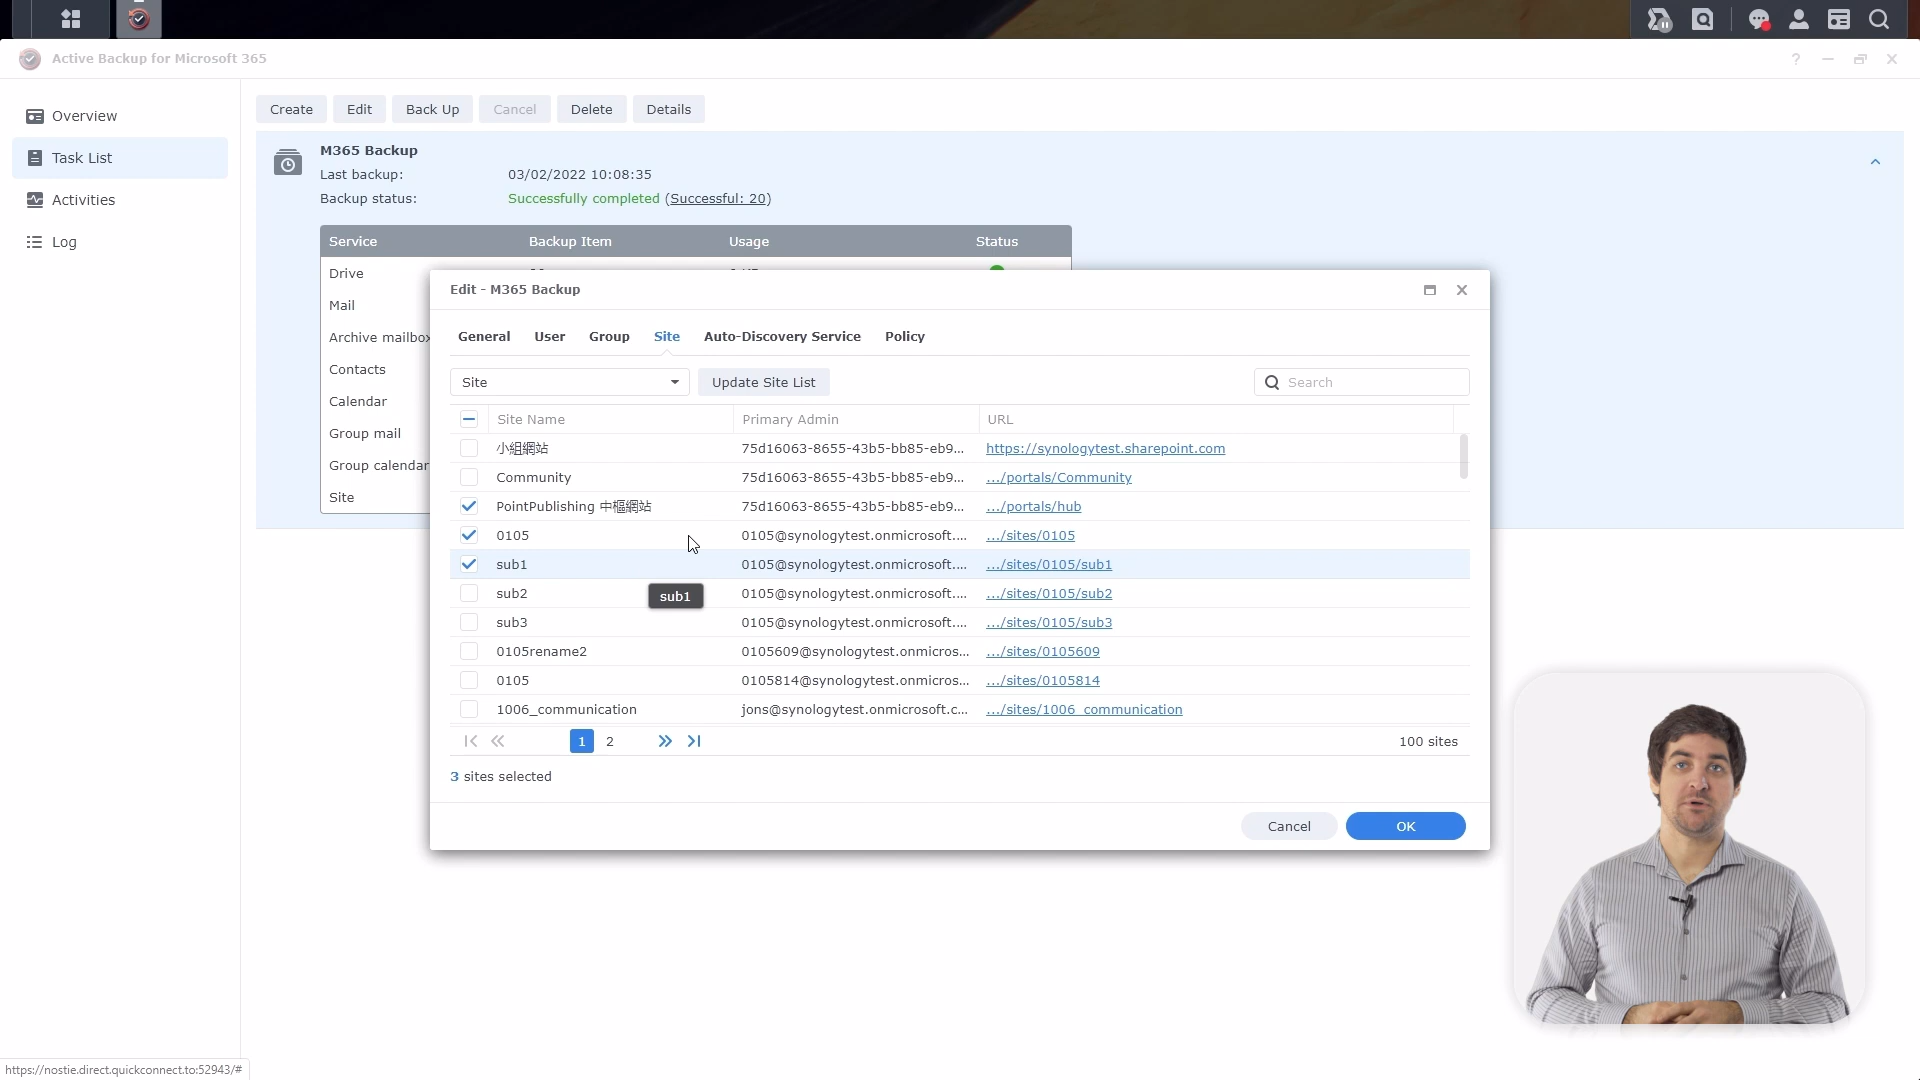 Active Backup for Microsoft 365
Overview
Task List
Activities
Log
Create Edit Back Up Cancel Delete Details
M365 Backup
Last backup: 03/02/2022 10:08:35
Backup status: Successfully completed (Successful: 20)
Service Backup Item Usage Status
Drive
Mail
Archive mailbox
Contacts
Calendar
Group mail
Group calendar
Site
Edit - M365 Backup
General User Group Site Auto-Discovery Service Policy
Site Update Site List Search
Site Name Primary Admin URL
小組網站 75d16063-8655-43b5-bb85-eb9... https://synologytest.sharepoint.com
Community 75d16063-8655-43b5-bb85-eb9... .../portals/Community
PointPublishing 中樞網站 75d16063-8655-43b5-bb85-eb9... .../portals/hub
0105 0105@synologytest.onmicrosoft.... .../sites/0105
sub1 0105@synologytest.onmicrosoft.... .../sites/0105/sub1
sub2 0105@synologytest.onmicrosoft.... .../sites/0105/sub2
sub1
sub3 0105@synologytest.onmicrosoft.... .../sites/0105/sub3
0105rename2 0105609@synologytest.onmicros... .../sites/0105609
0105 0105814@synologytest.onmicros... .../sites/0105814
1006_communication jons@synologytest.onmicrosoft.c... .../sites/1006_communication
1 2 100 sites
3 sites selected
Cancel OK
https://nostie.direct.quickconnect.to:52943/#